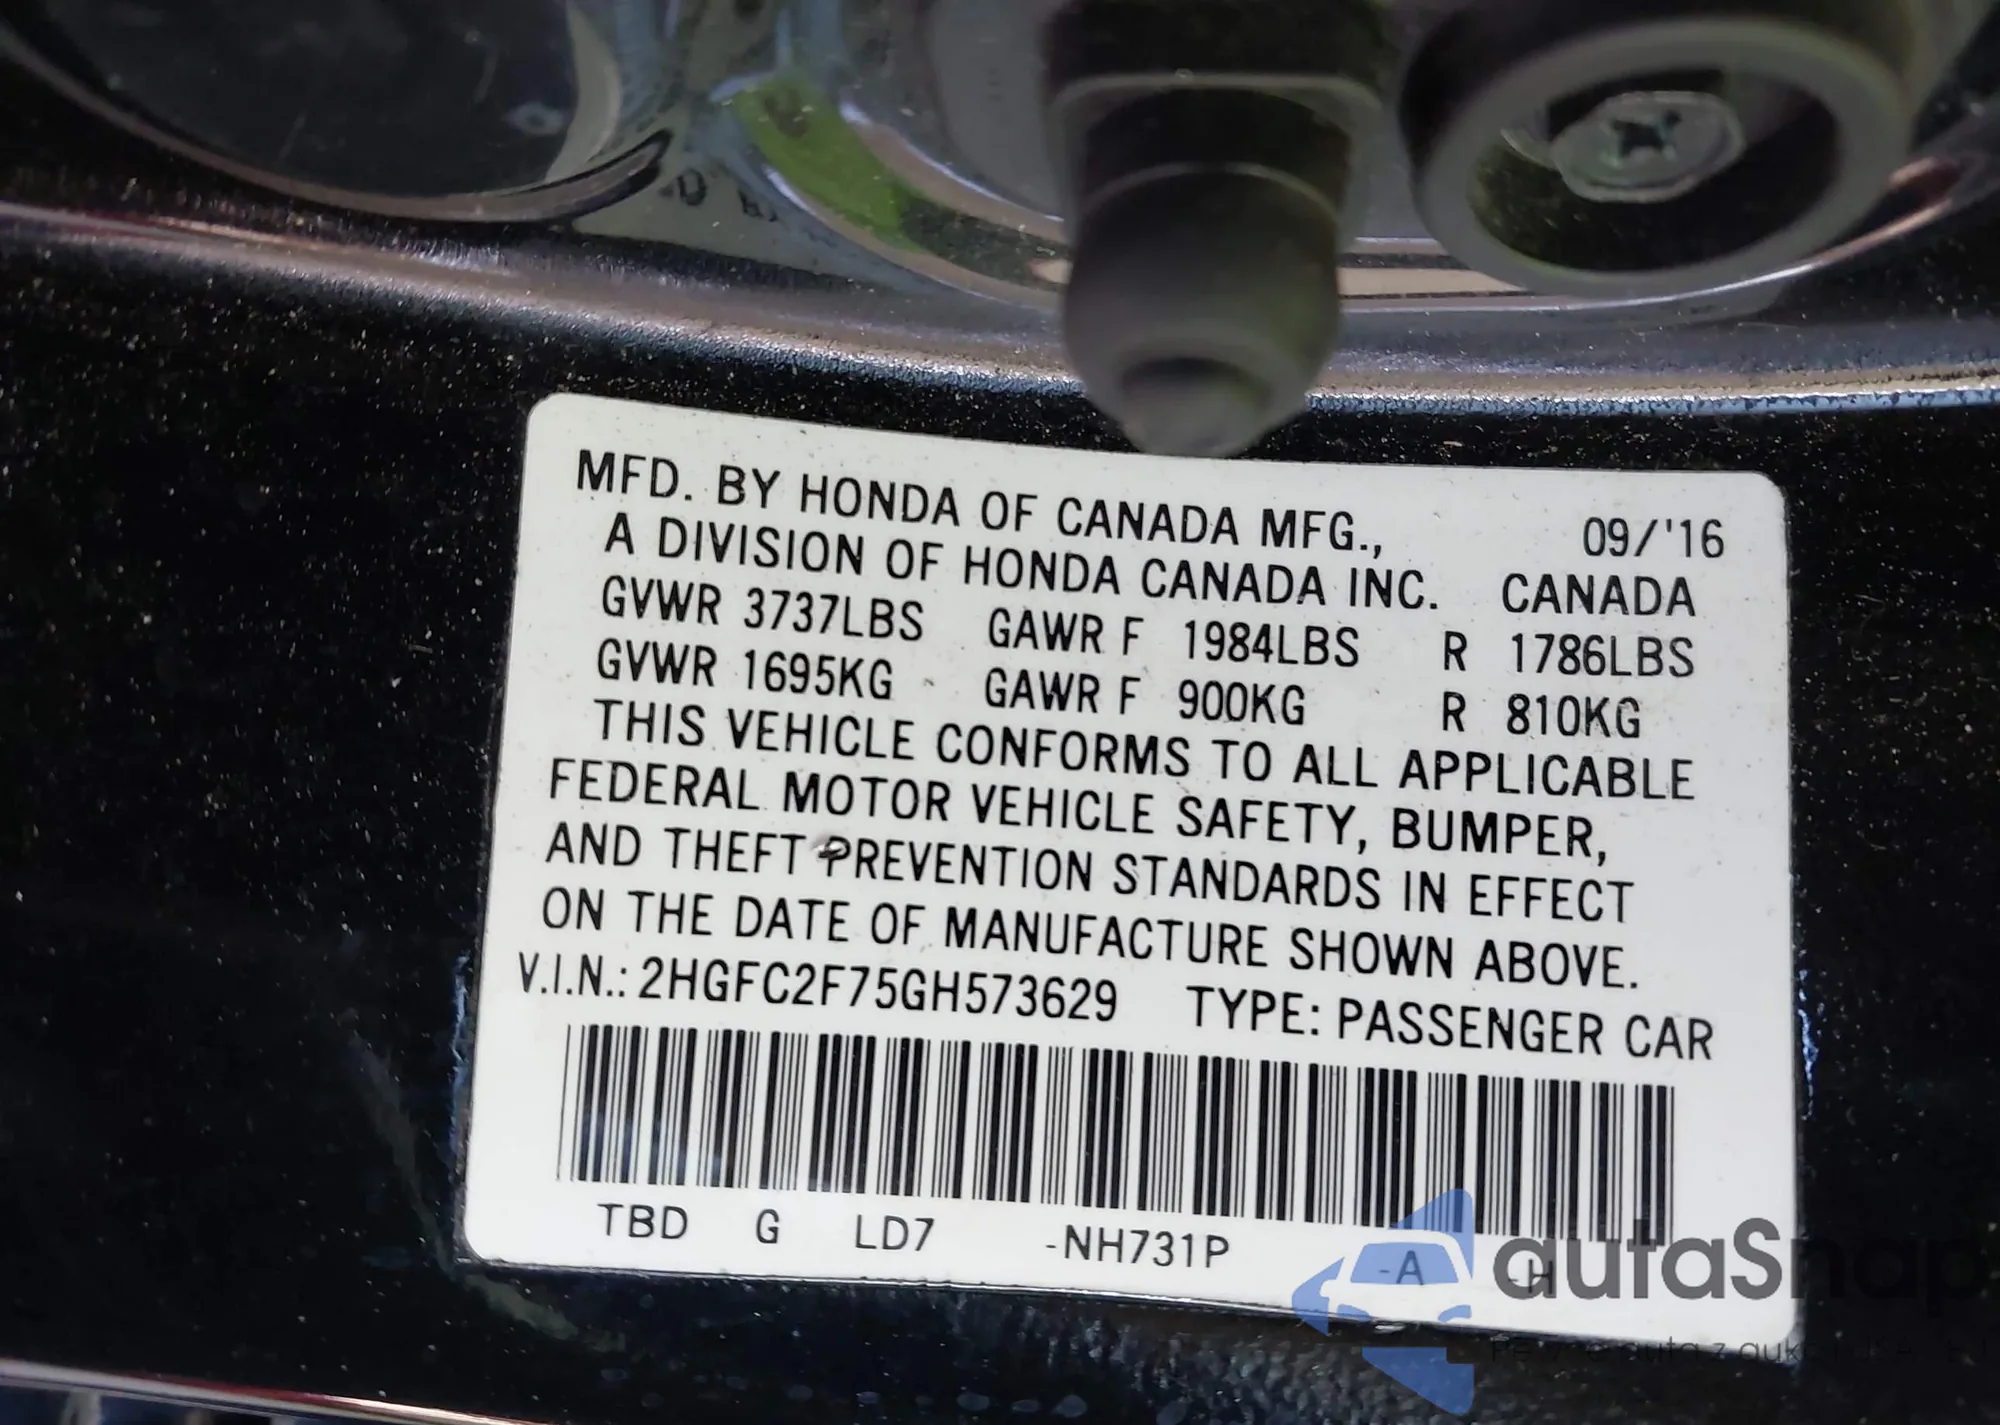 MFD. BY HONDA OF CANADA MFG., 09/'16
A DIVISION OF HONDA CANADA INC. CANADA
GVWR 3737LBS GAWR F 1984LBS R 1786LBS
GVWR 1695KG GAWR F 900KG R 810KG
THIS VEHICLE CONFORMS TO ALL APPLICABLE
FEDERAL MOTOR VEHICLE SAFETY, BUMPER,
AND THEFT PREVENTION STANDARDS IN EFFECT
ON THE DATE OF MANUFACTURE SHOWN ABOVE.
V.I.N.: 2HGFC2F75GH573629 TYPE: PASSENGER CAR
TBD G LD7 -NH731P -A -H
autaSnap
auta z